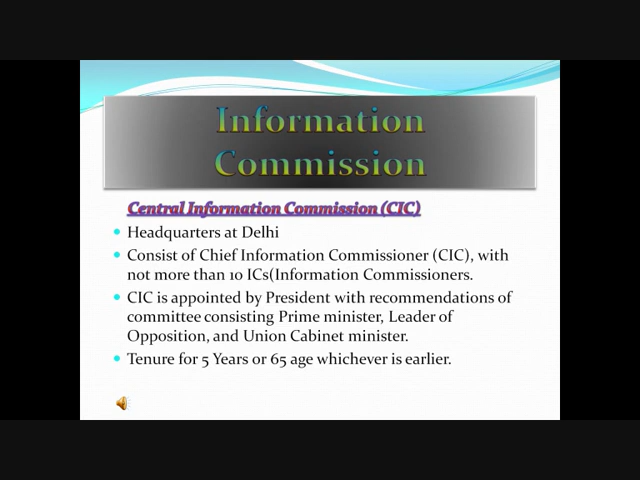 Information
Commission
Central Information Commission (CIC)
Headquarters at Delhi
Consist of Chief Information Commissioner (CIC), with
not more than 10 ICs(Information Commissioners.
CIC is appointed by President with recommendations of
committee consisting Prime minister, Leader of
Opposition, and Union Cabinet minister.
Tenure for 5 Years or 65 age whichever is earlier.